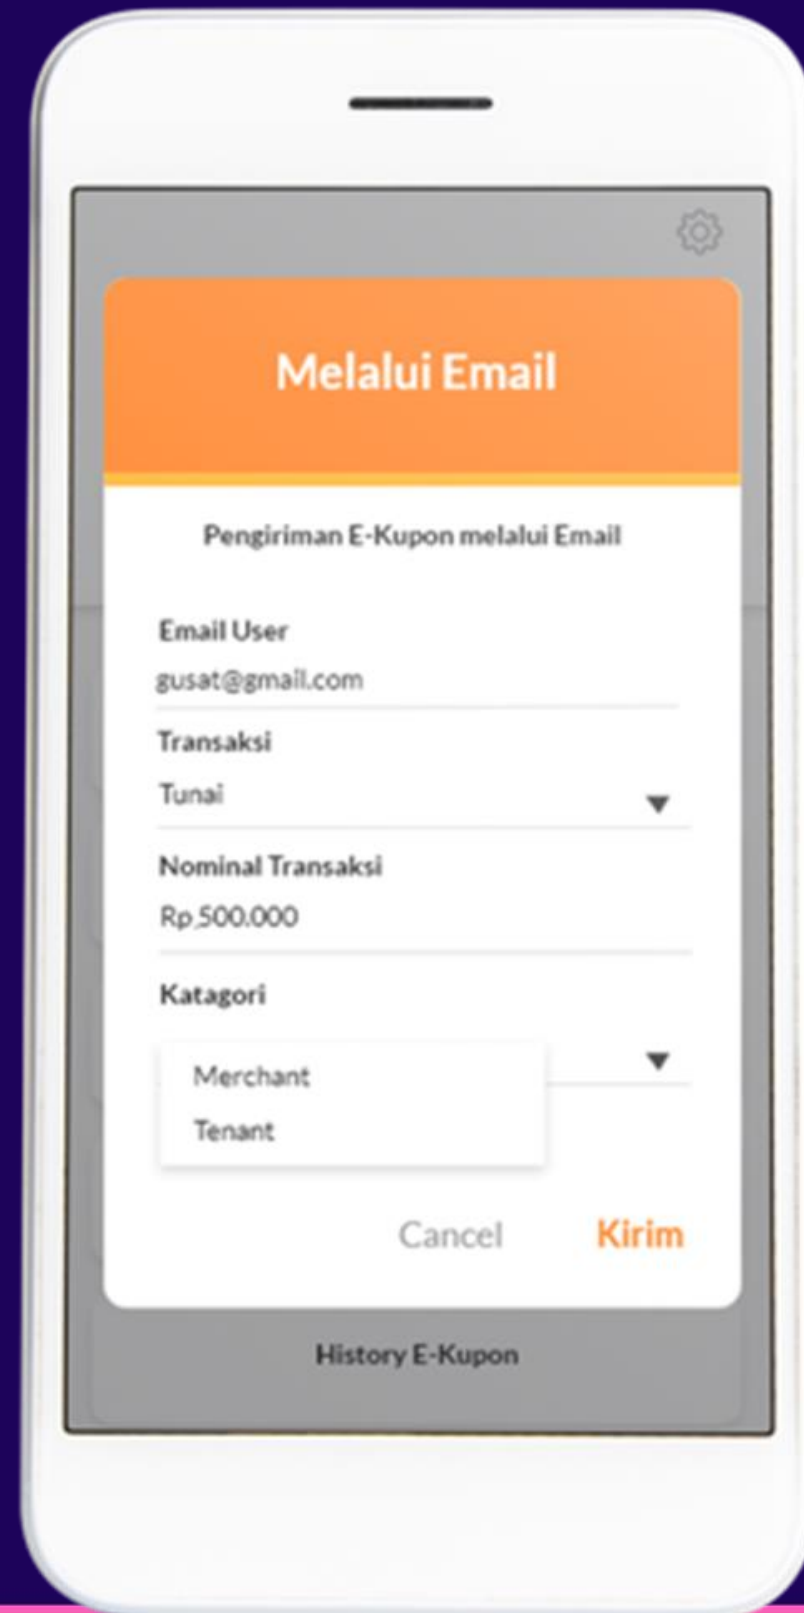 Melalui Email
Pengiriman E-Kupon melalui Email
Email User
gusat@gmail.com
Transaksi
Tunai
Nominal Transaksi
Rp 500.000
Katagori
Merchant
Tenant
Cancel
Kirim
History E-Kupon